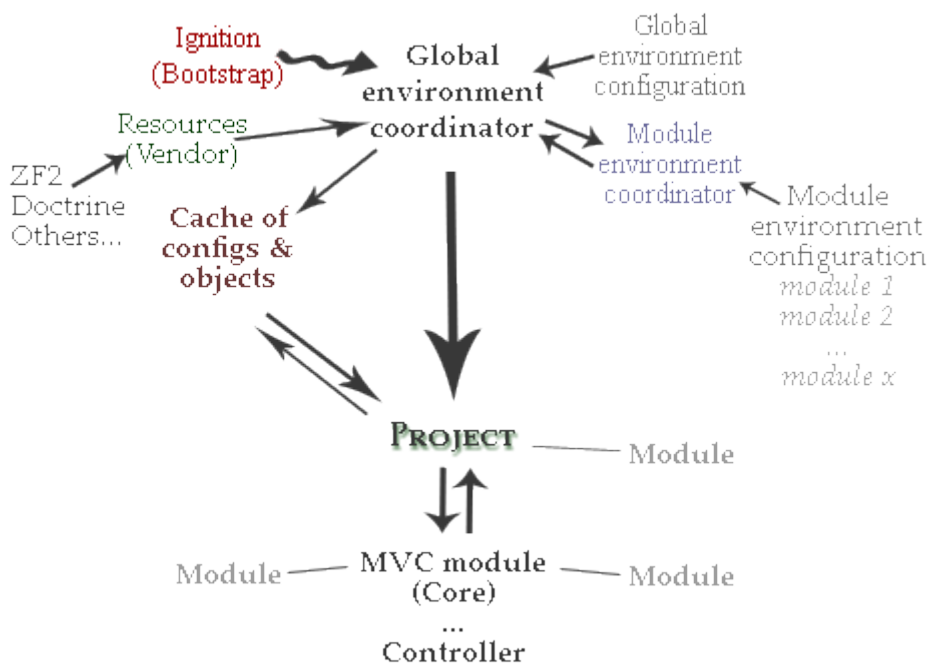 Ignition
(Bootstrap)
Global
environment
coordinator
Global
environment
configuration
Resources
(Vendor)
Module
environment
coordinator
ZF2
Doctrine
Others...
Cache of
configs &
objects
Module
environment
configuration
module 1
module 2
...
module x
PROJECT
Module
Module
MVC module
(Core)
Module
...
Controller